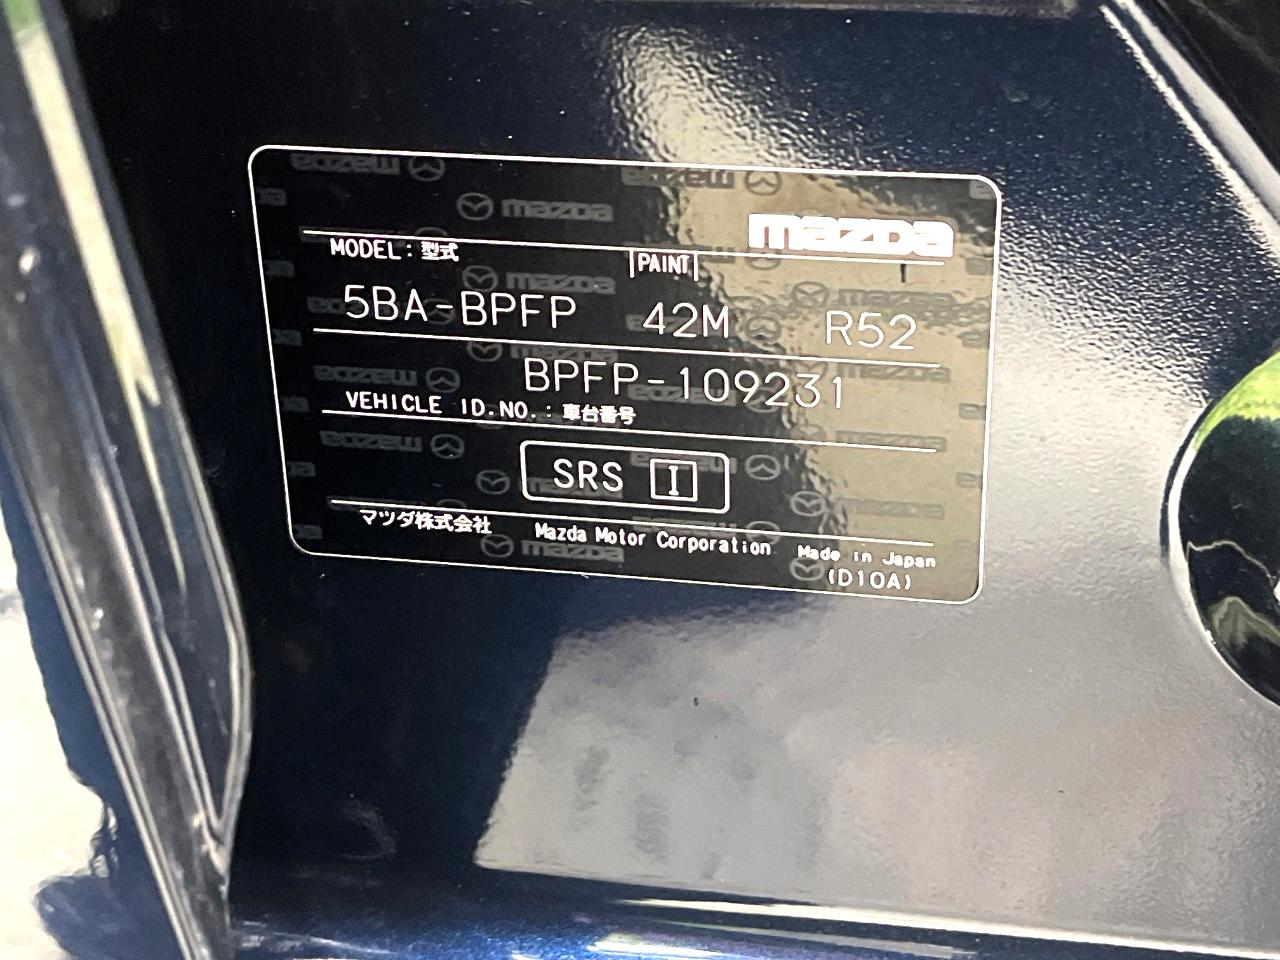 mazda
MODEL:型式 PAINT
5BA-BPFP 42M R52
BPFP-109231
VEHICLE ID.NO.:車台番号
SRS I
マツダ株式会社 Mazda Motor Corporation Made in Japan
(D10A)